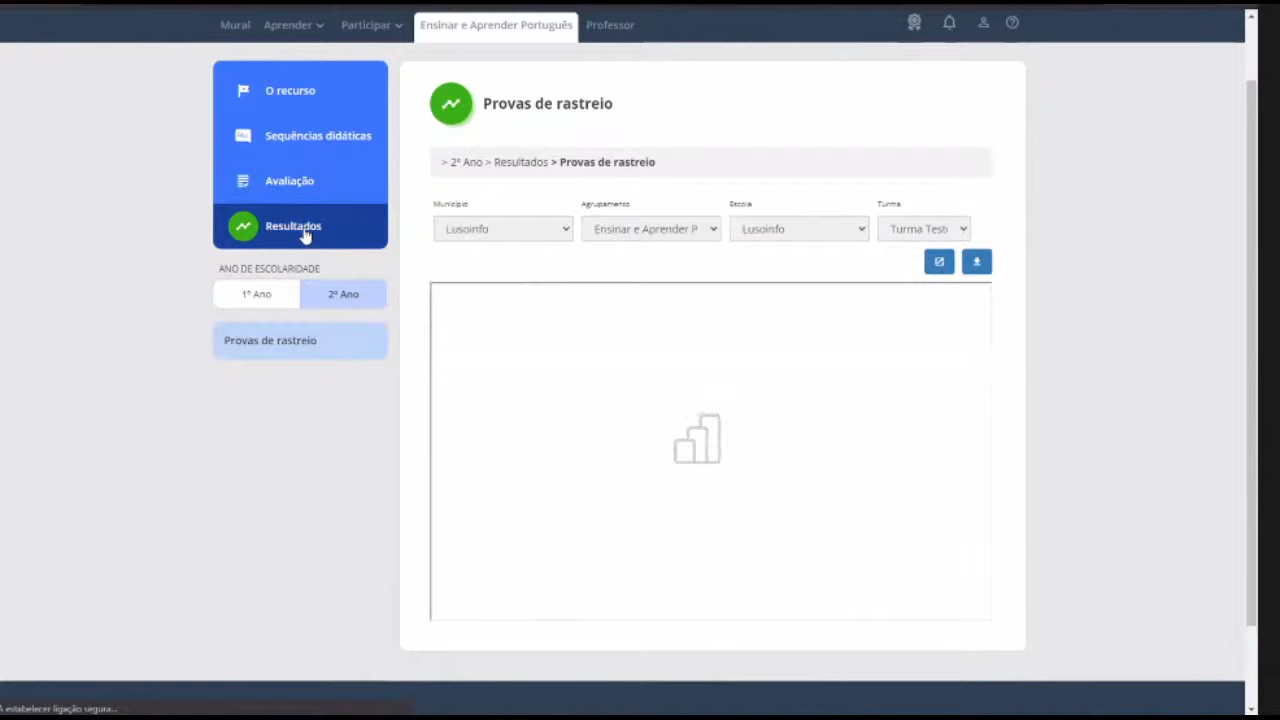 Mural Aprender Participar Ensinar e Aprender Português Professor
O recurso
Sequências didáticas
Avaliação
Resultados
ANO DE ESCOLARIDADE
1º Ano 2º Ano
Provas de rastreio
Provas de rastreio
> 2º Ano > Resultados > Provas de rastreio
Município Agrupamento Escola Turma
Lusoinfo Ensinar e Aprender P Lusoinfo Turma Test
A estabelecer ligação segura...